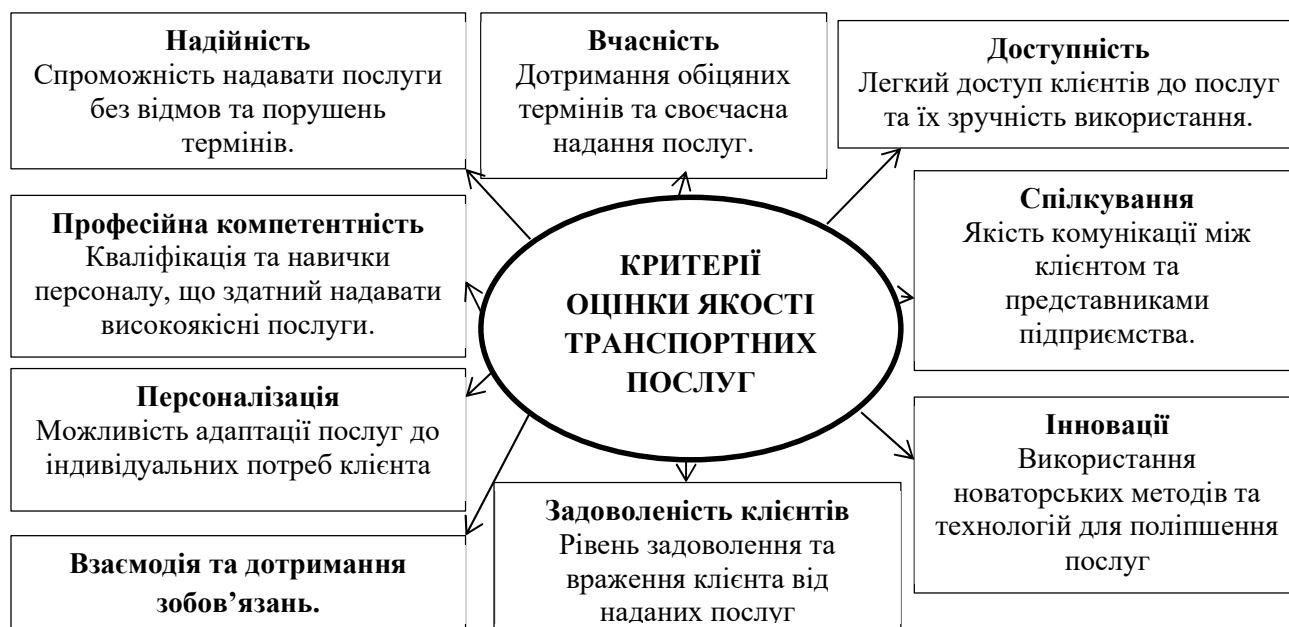 Надійність
Спроможність надавати послуги
без відмов та порушень
термінів.
Вчасність
Дотримання обіцяних
термінів та своєчасна
надання послуг.
Доступність
Легкий доступ клієнтів до послуг
та їх зручність використання.
Професійна компетентність
Кваліфікація та навички
персоналу, що здатний надавати
високоякісні послуги.
КРИТЕРІЇ
ОЦІНКИ ЯКОСТІ
ТРАНСПОРТНИХ
ПОСЛУГ
Спілкування
Якість комунікації між
клієнтом та
представниками
підприємства.
Персоналізація
Можливість адаптації послуг до
індивідуальних потреб клієнта
Інновації
Використання
новаторських методів та
технологій для поліпшення
послуг
Взаємодія та дотримання
зобов’язань.
Задоволеність клієнтів
Рівень задоволення та
враження клієнта від
наданих послуг